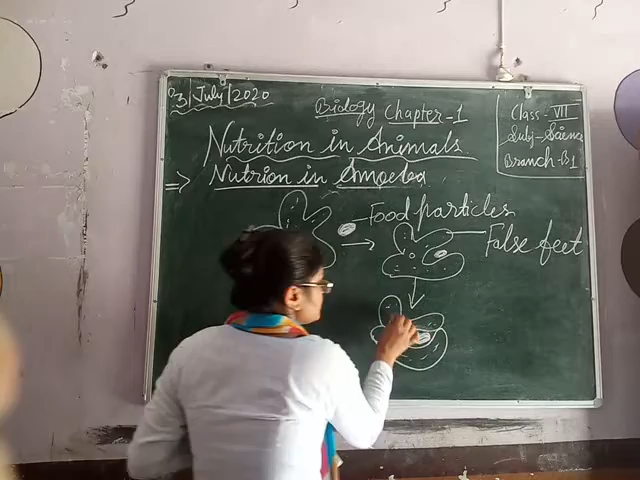 03|July|2020
Biology Chapter-1
Class - VII
Subj - Science
Branch - B1
Nutrition in Animals
⇒ Nutrion in Amoeba
Food particles
False feet